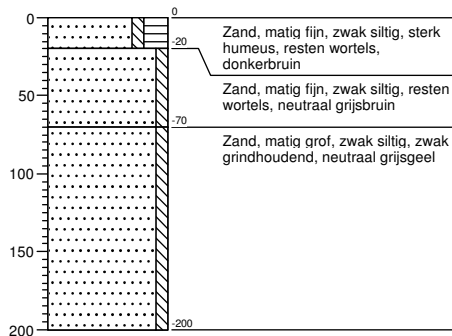 0
50
100
150
200
0
-20
-70
-200
Zand, matig fijn, zwak siltig, sterk
humeus, resten wortels,
donkerbruin
Zand, matig fijn, zwak siltig, resten
wortels, neutraal grijsbruin
Zand, matig grof, zwak siltig, zwak
grindhoudend, neutraal grijsgeel